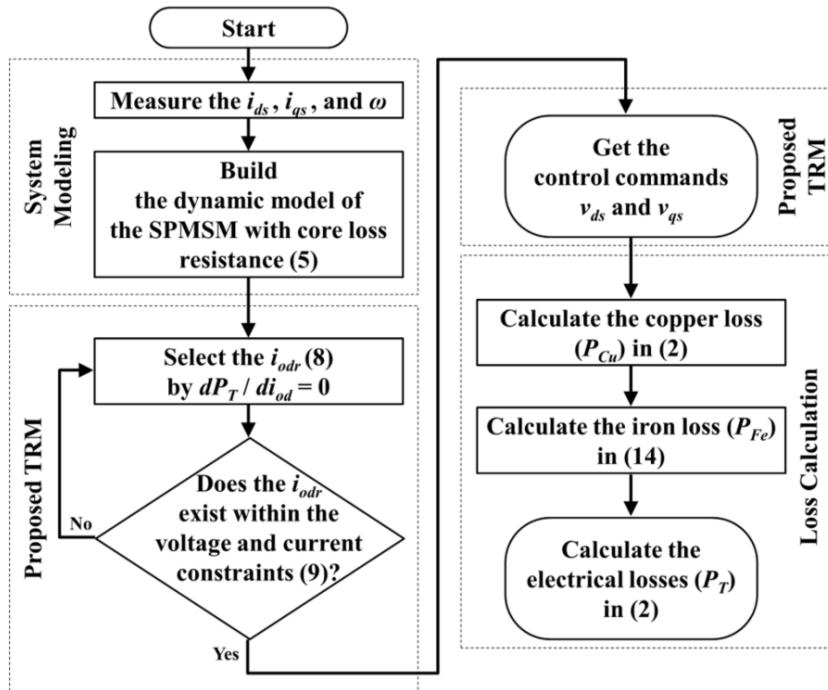 Start
System
Modeling
Measure the i_ds, i_qs, and ω
Build
the dynamic model of
the SPMSM with core loss
resistance (5)
Proposed TRM
Select the i_odr (8)
by dP_T / di_od = 0
Does the i_odr
exist within the
voltage and current
constraints (9)?
No
Yes
Proposed
TRM
Get the
control commands
v_ds and v_qs
Loss Calculation
Calculate the copper loss
(P_Cu) in (2)
Calculate the iron loss (P_Fe)
in (14)
Calculate the
electrical losses (P_T)
in (2)